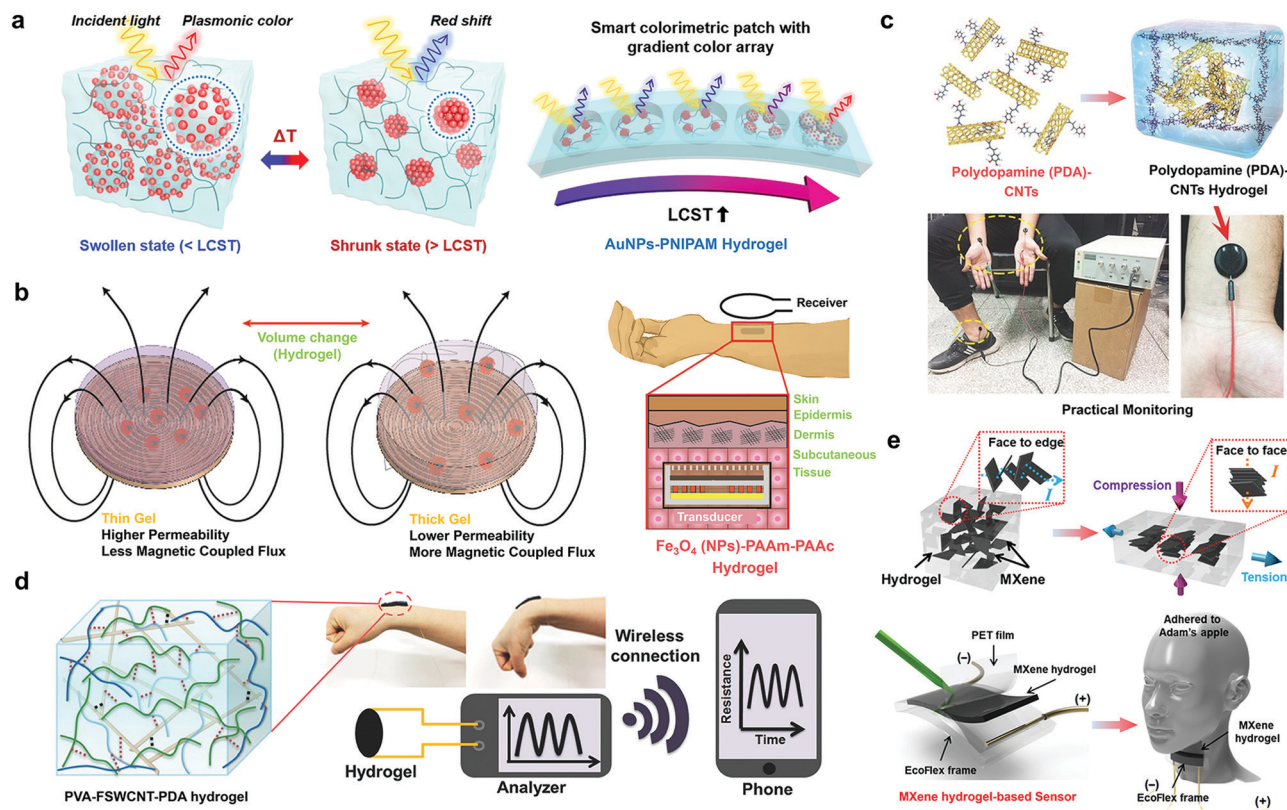 a
Incident light
Plasmonic color
Red shift
ΔT
Swollen state (< LCST)
Shrunk state (> LCST)
Smart colorimetric patch with
gradient color array
LCST ⬆
AuNPs-PNIPAM Hydrogel
b
Volume change
(Hydrogel)
Thin Gel
Higher Permeability
Less Magnetic Coupled Flux
Thick Gel
Lower Permeability
More Magnetic Coupled Flux
Receiver
Skin
Epidermis
Dermis
Subcutaneous
Tissue
Transducer
Fe₃O₄ (NPs)-PAAm-PAAc
Hydrogel
c
Polydopamine (PDA)-
CNTs
Polydopamine (PDA)-
CNTs Hydrogel
Practical Monitoring
d
PVA-FSWCNT-PDA hydrogel
Hydrogel
Analyzer
Wireless
connection
Resistance
Time
Phone
e
Face to edge
I
Hydrogel
MXene
Compression
Face to face
I
Tension
PET film
(−)
MXene hydrogel
(+)
EcoFlex frame
MXene hydrogel-based Sensor
Adhered to
Adam's apple
MXene
hydrogel
(−)
EcoFlex frame
(+)